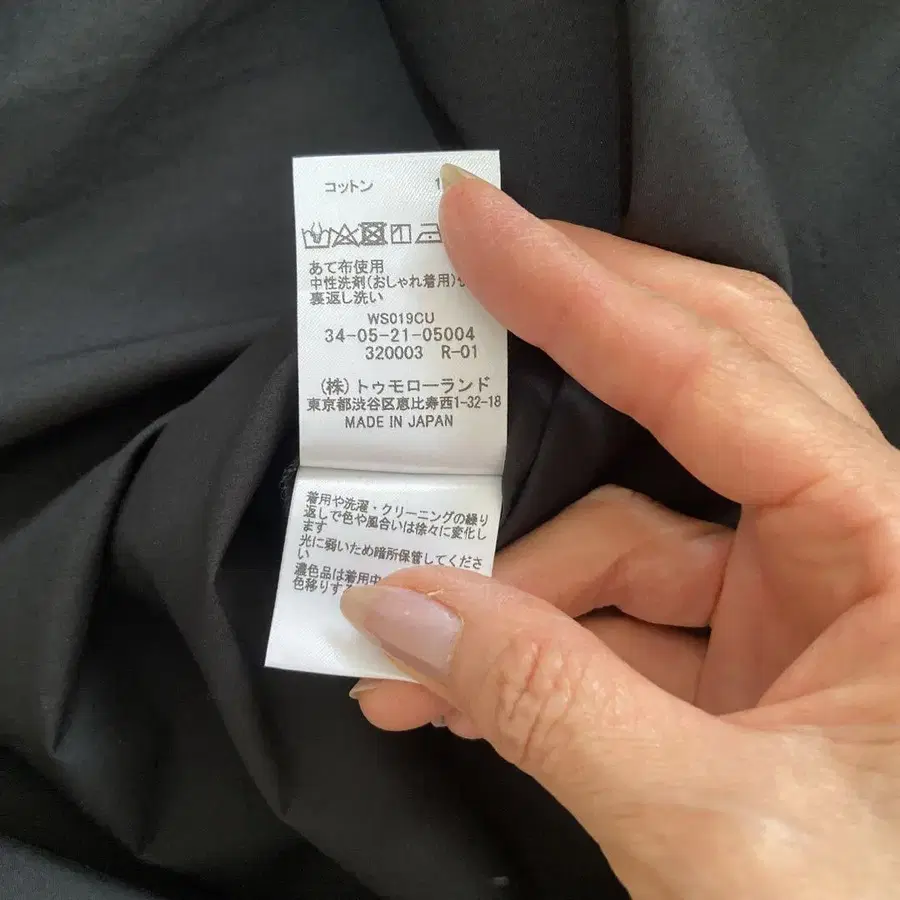 コットン
あて布使用
中性洗剤(おしゃれ着用)
裏返し洗い
WS019CU
34-05-21-05004
320003 R-01
(株)トゥモローランド
東京都渋谷区恵比寿西1-32-18
MADE IN JAPAN
着用や洗濯・クリーニングの繰り
返しで色や風合いは徐々に変化し
ます
光に弱いため暗所保管してくださ
い
濃色品は着用中
色移りす